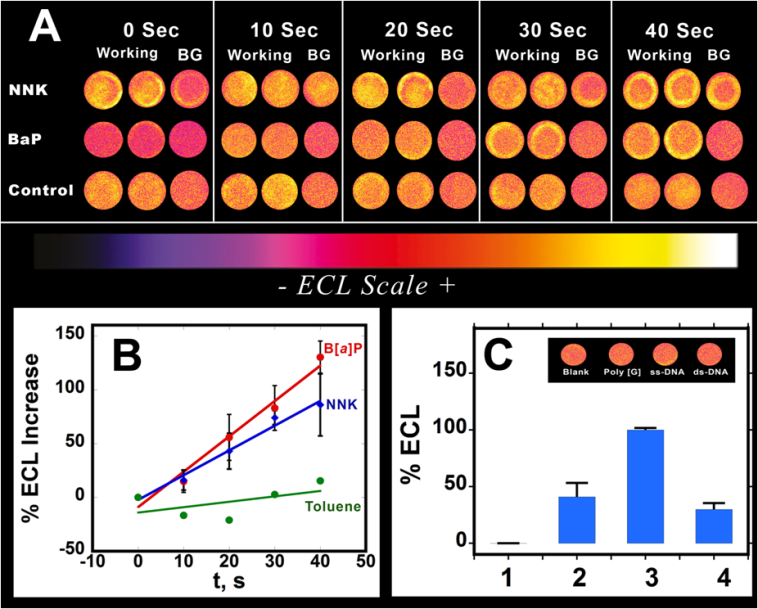 A
0 Sec 10 Sec 20 Sec 30 Sec 40 Sec
Working BG Working BG Working BG Working BG Working BG
NNK
BaP
Control
- ECL Scale +
B
% ECL Increase
150
100
50
0
-50
-10 0 10 20 30 40 50
t, s
B[a]P
NNK
Toluene
C
% ECL
150
100
50
0
Blank Poly [G] ss-DNA ds-DNA
1 2 3 4